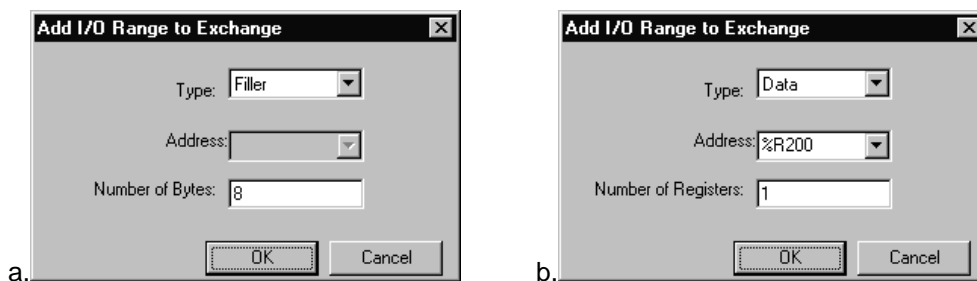 Add I/O Range to Exchange
Type: Filler
Address:
Number of Bytes: 8
OK Cancel
a.
Add I/O Range to Exchange
Type: Data
Address: %R200
Number of Registers: 1
OK Cancel
b.